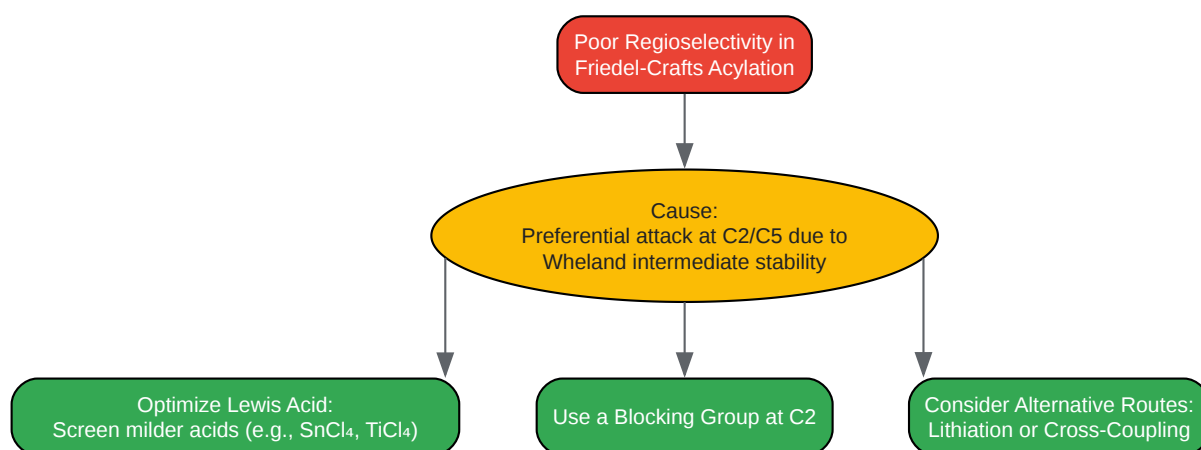 Poor Regioselectivity in
Friedel-Crafts Acylation
Cause:
Preferential attack at C2/C5 due to
Wheland intermediate stability
Optimize Lewis Acid:
Screen milder acids (e.g., SnCl₄, TiCl₄)
Use a Blocking Group at C2
Consider Alternative Routes:
Lithiation or Cross-Coupling